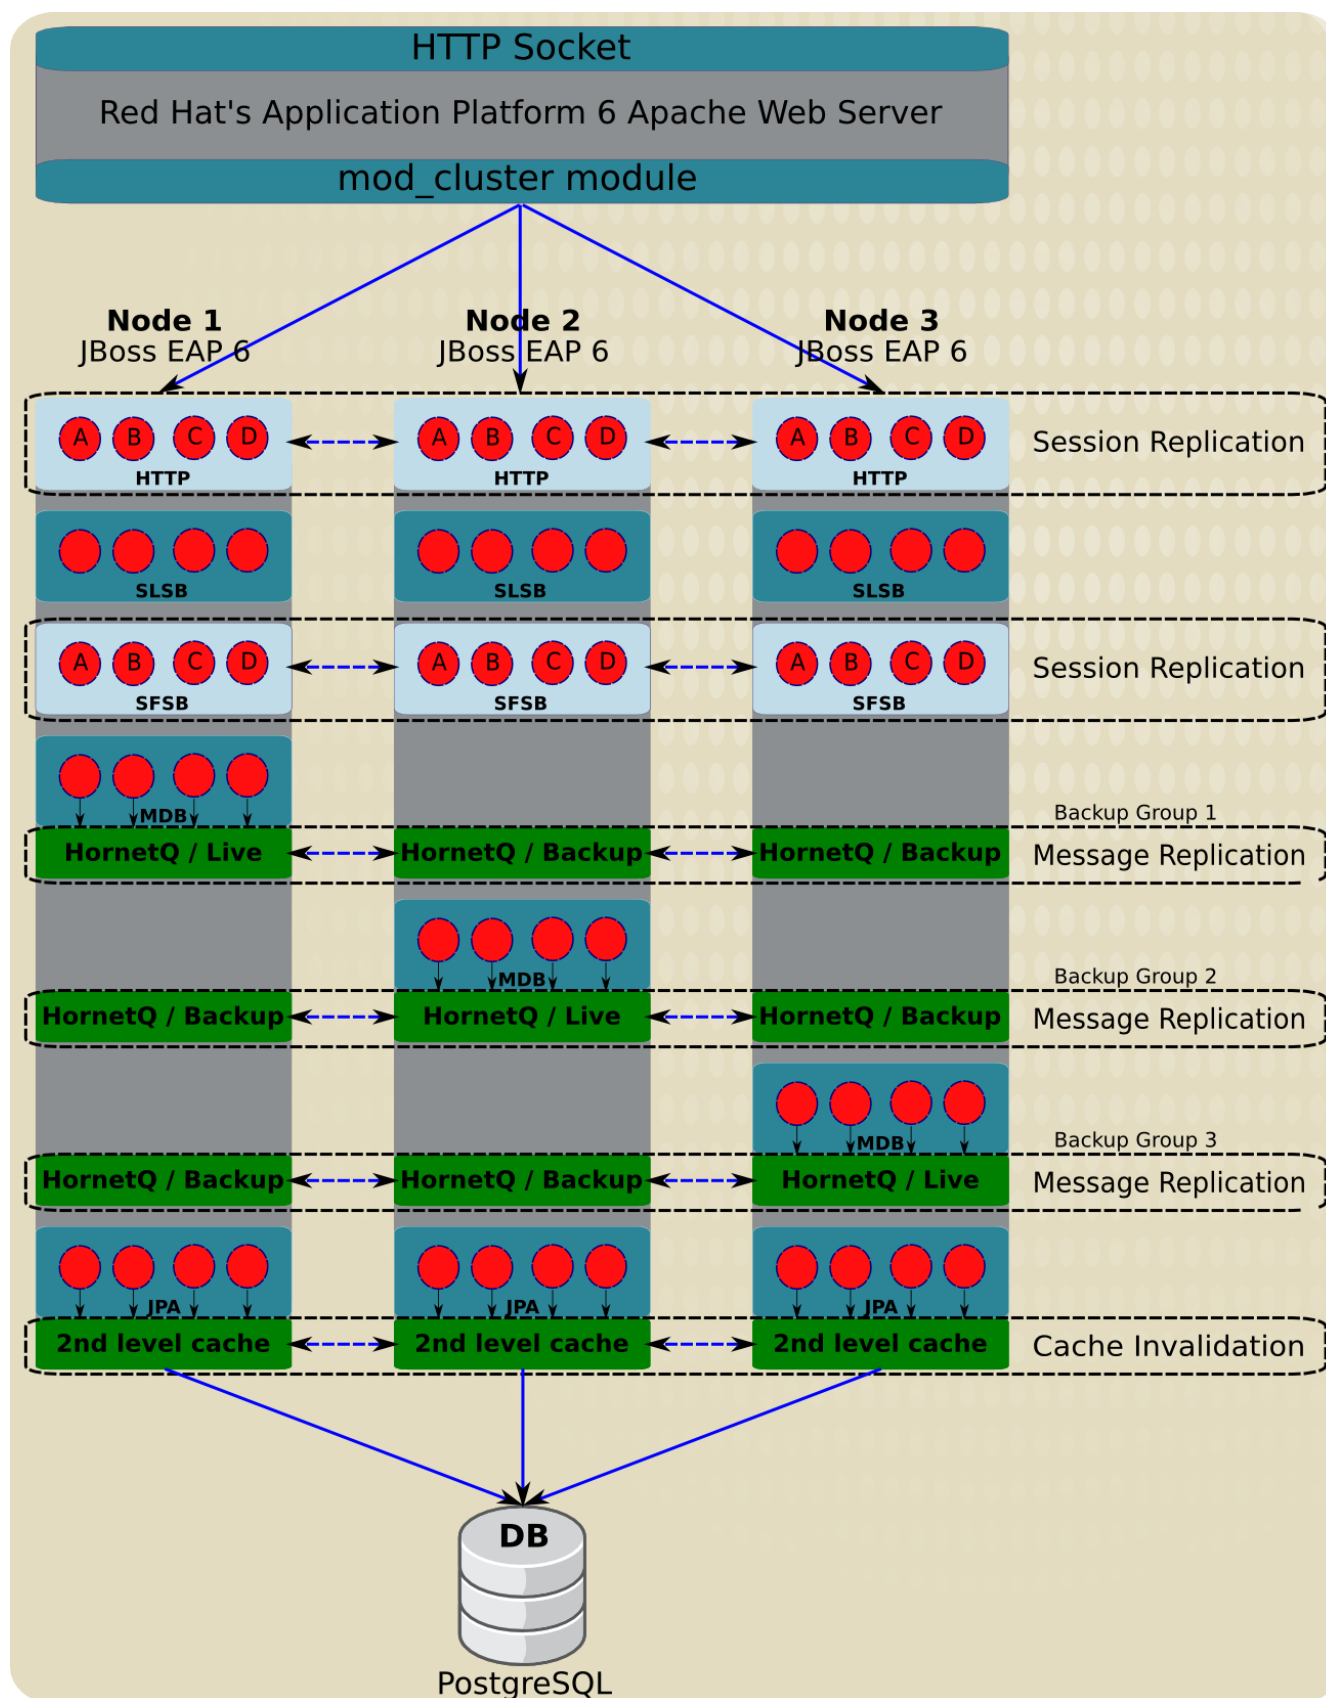 HTTP Socket
Red Hat's Application Platform 6 Apache Web Server
mod_cluster module
Node 1 Node 2 Node 3
JBoss EAP 6 JBoss EAP 6 JBoss EAP 6
A B C D A B C D A B C D Session Replication
HTTP HTTP HTTP
SLSB SLSB SLSB
A B C D A B C D A B C D Session Replication
SFSB SFSB SFSB
MDB Backup Group 1
HornetQ / Live HornetQ / Backup HornetQ / Backup Message Replication
MDB Backup Group 2
HornetQ / Backup HornetQ / Live HornetQ / Backup Message Replication
MDB Backup Group 3
HornetQ / Backup HornetQ / Backup HornetQ / Live Message Replication
JPA JPA JPA
2nd level cache 2nd level cache 2nd level cache Cache Invalidation
DB
PostgreSQL